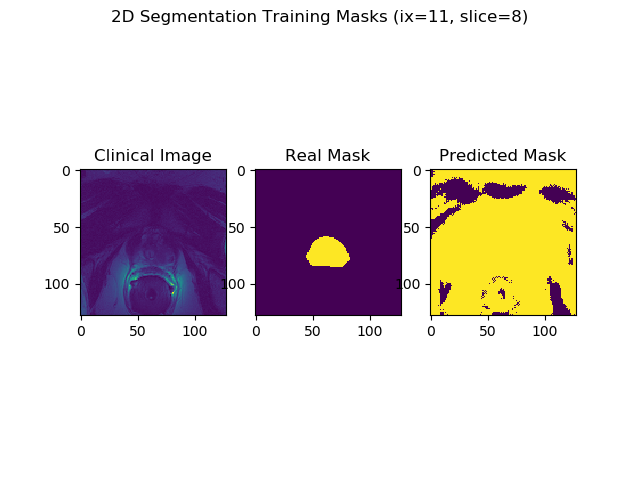 2D Segmentation Training Masks (ix=11, slice=8)
Clinical Image Real Mask Predicted Mask
0 0 0
50 50 50
100 100 100
0 50 100 0 50 100 0 50 100